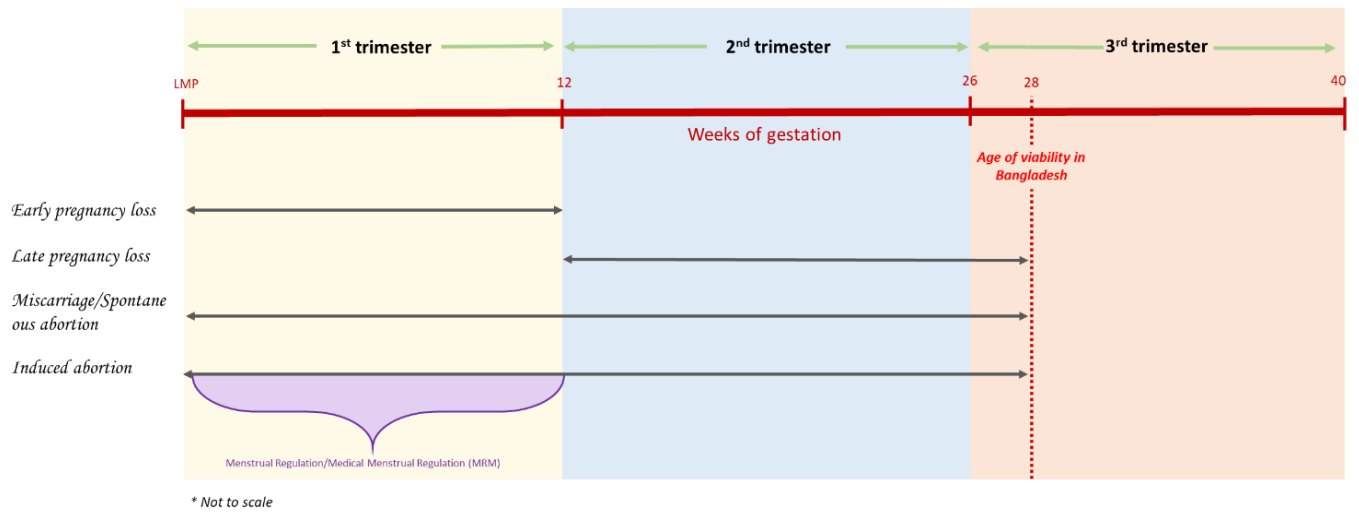 1st trimester
2nd trimester
3rd trimester
LMP
12
26
28
40
Weeks of gestation
Age of viability in
Bangladesh
Early pregnancy loss
Late pregnancy loss
Miscarriage/Spontane
ous abortion
Induced abortion
Menstrual Regulation/Medical Menstrual Regulation (MRM)
* Not to scale